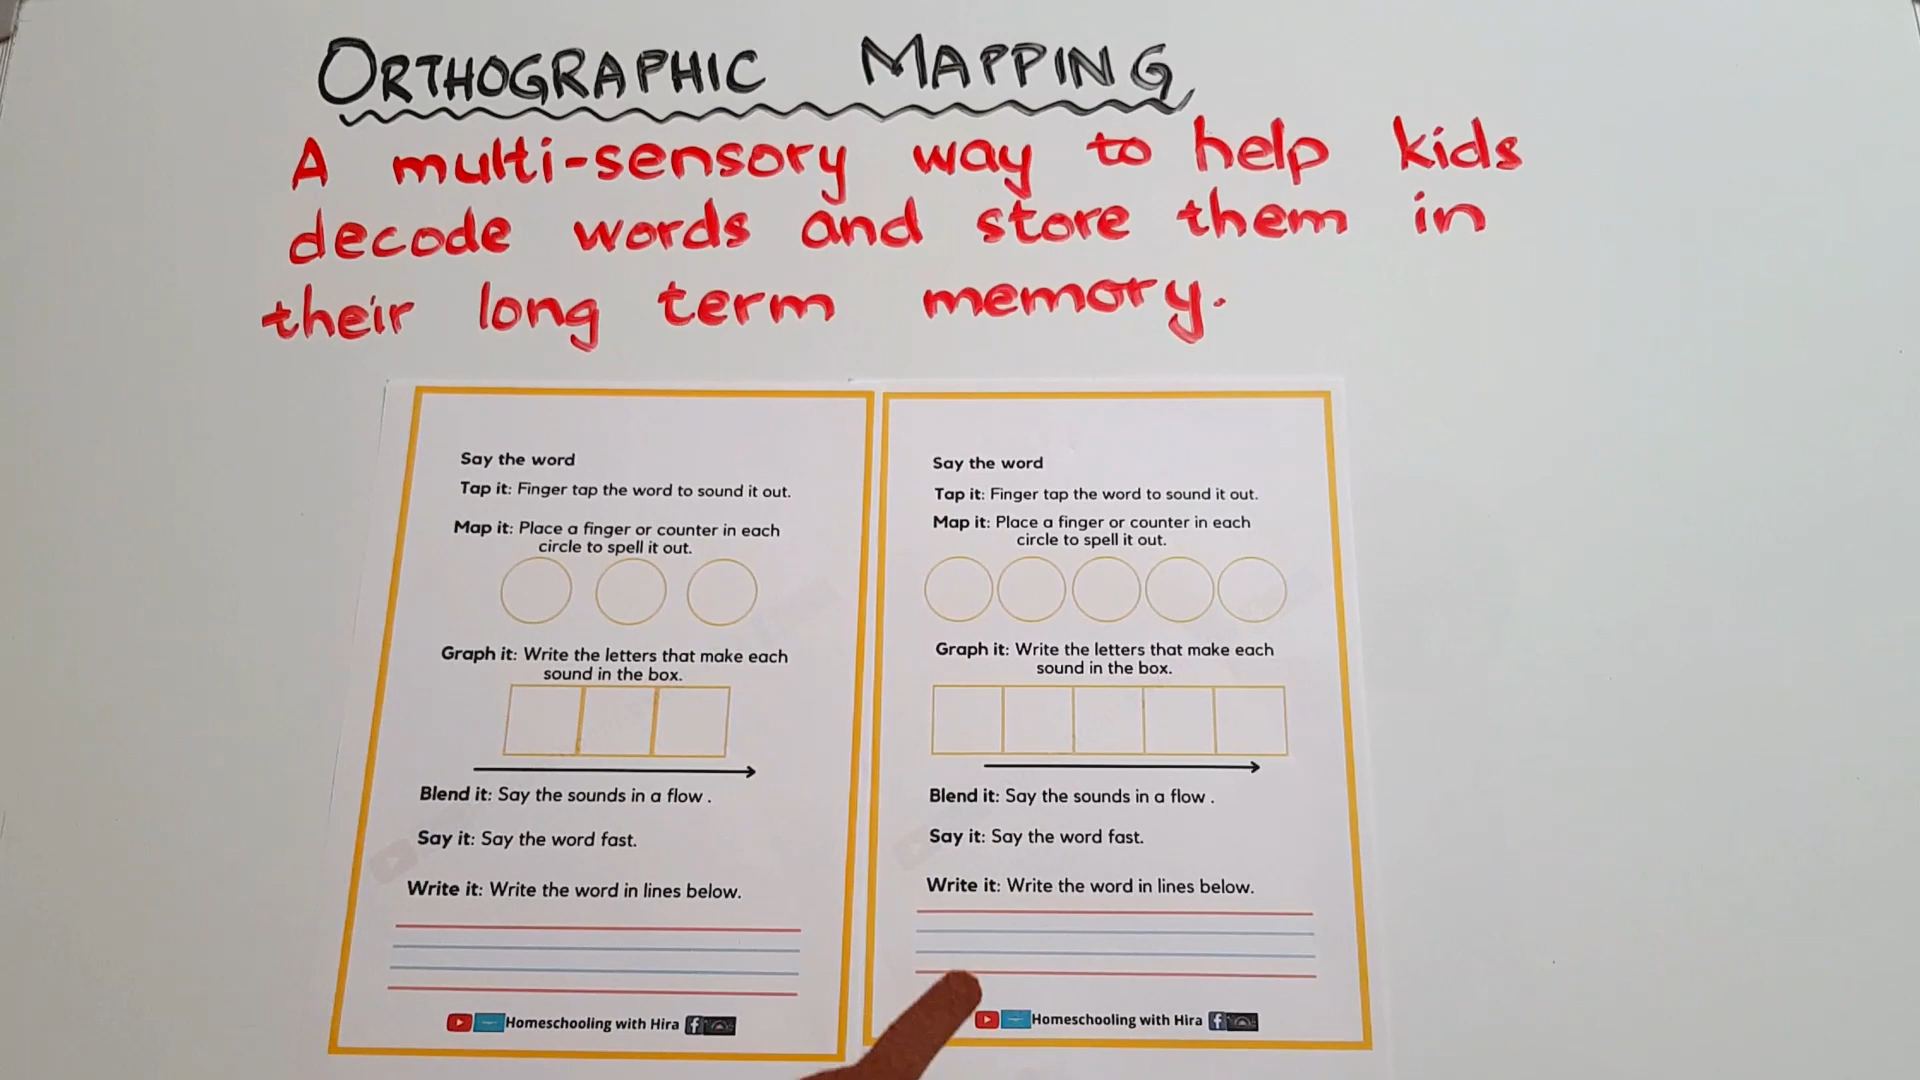 ORTHOGRAPHIC MAPPING
A multi-sensory way to help kids
decode words and store them in
their long term memory.
Say the word
Tap it: Finger tap the word to sound it out.
Map it: Place a finger or counter in each
circle to spell it out.
Graph it: Write the letters that make each
sound in the box.
Blend it: Say the sounds in a flow .
Say it: Say the word fast.
Write it: Write the word in lines below.
Homeschooling with Hira
Say the word
Tap it: Finger tap the word to sound it out.
Map it: Place a finger or counter in each
circle to spell it out.
Graph it: Write the letters that make each
sound in the box.
Blend it: Say the sounds in a flow .
Say it: Say the word fast.
Write it: Write the word in lines below.
Homeschooling with Hira